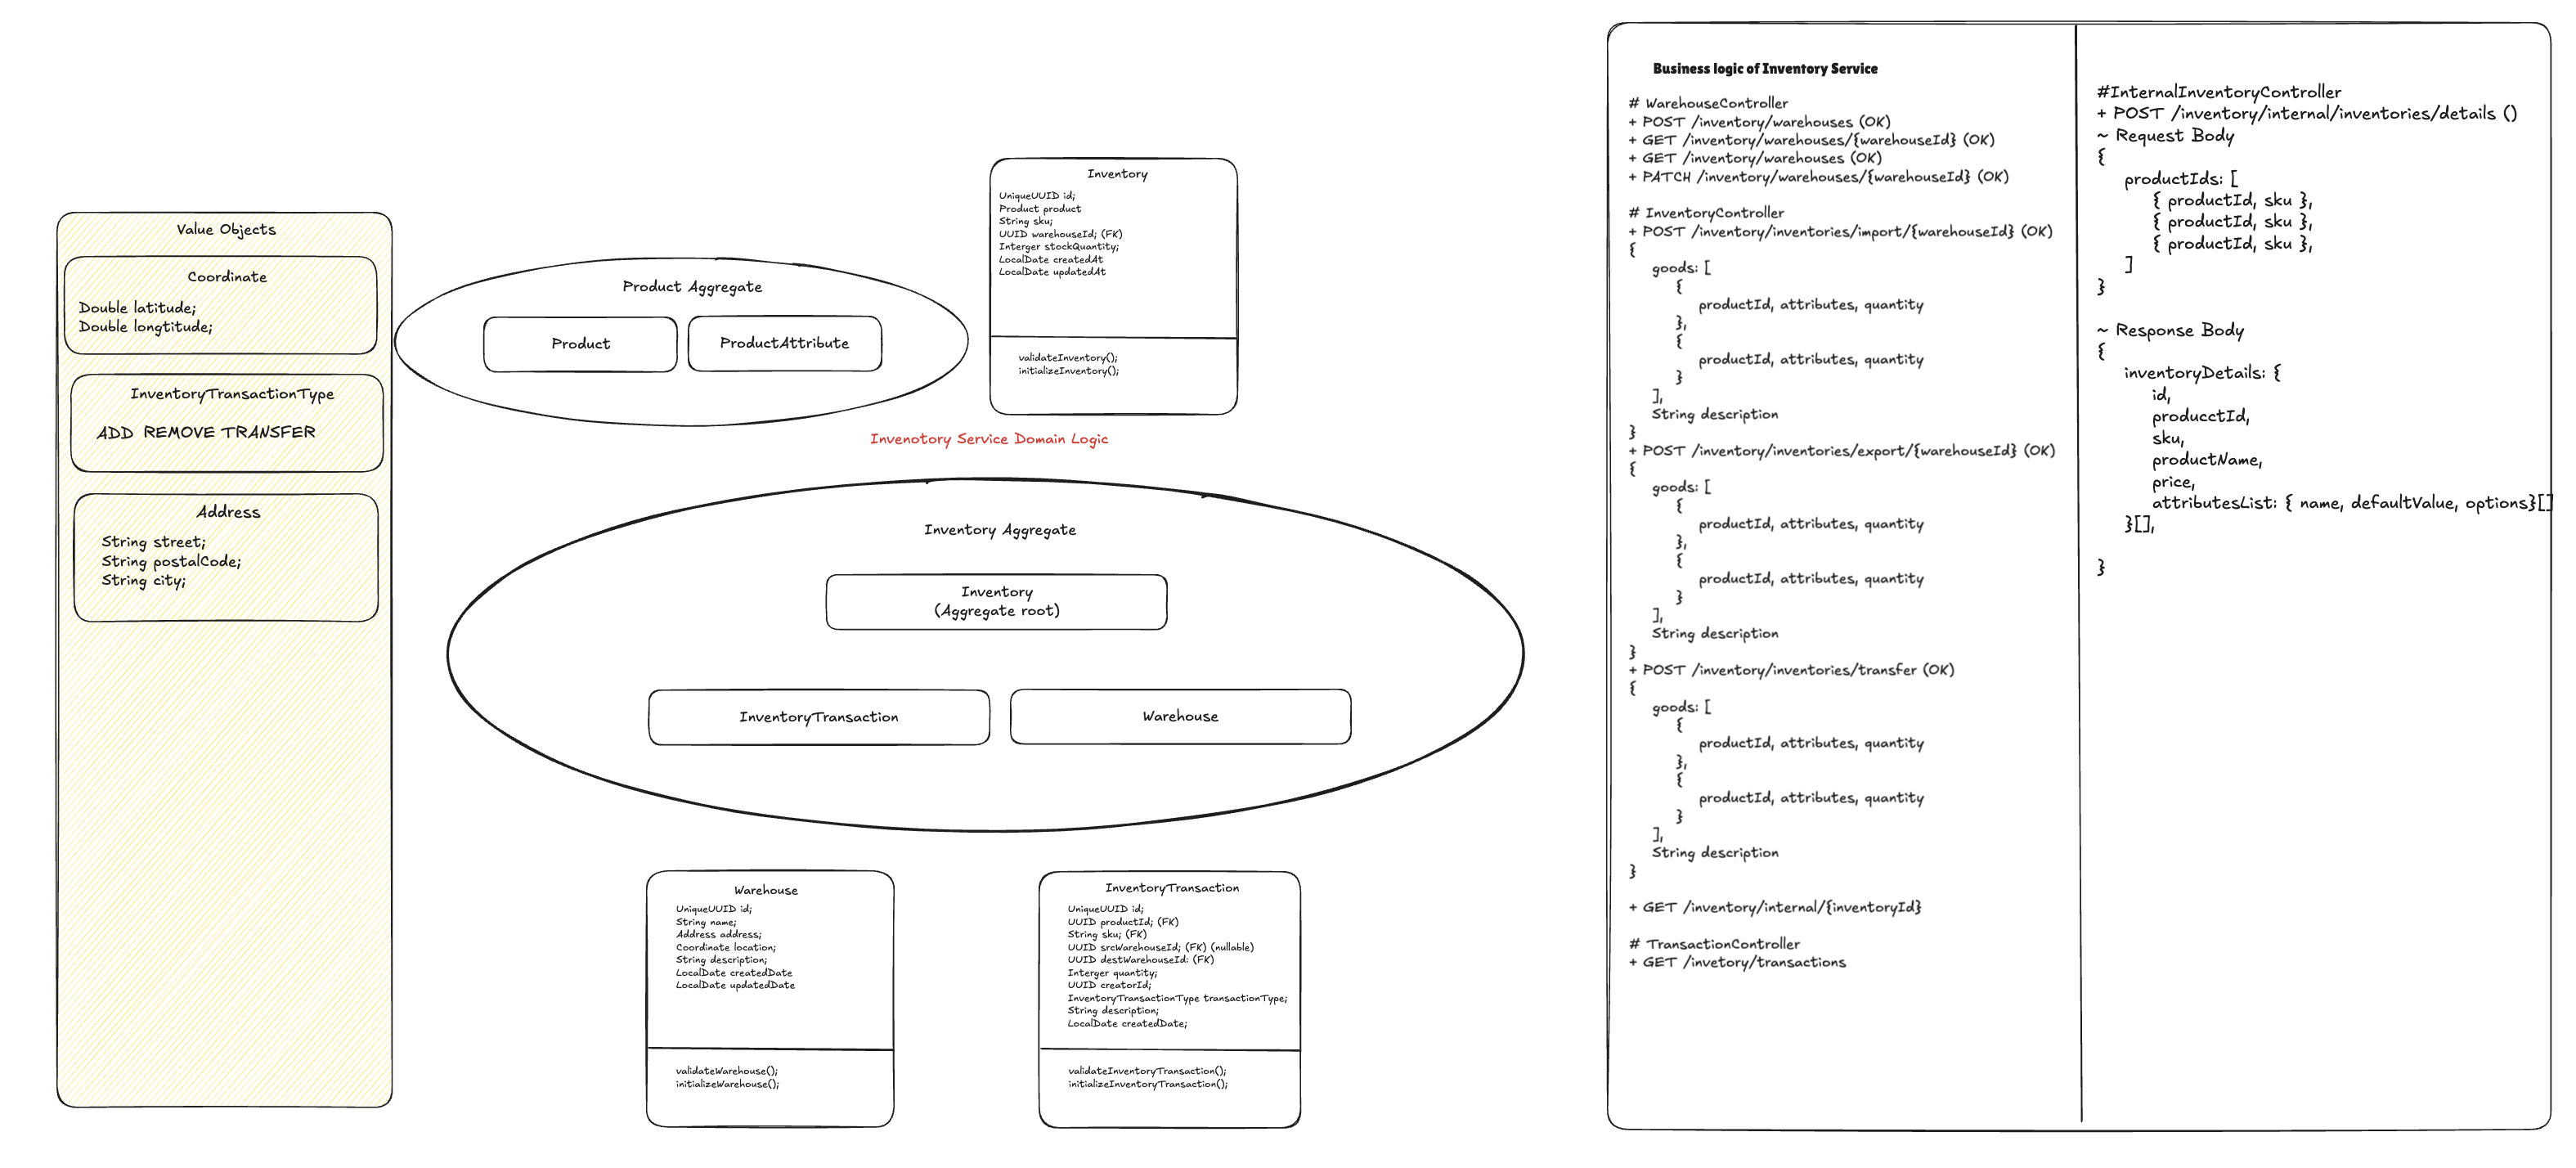 Value Objects
Coordinate
Double latitude;
Double longtitude;
InventoryTransactionType
ADD REMOVE TRANSFER
Address
String street;
String postalCode;
String city;
Product Aggregate
Product
ProductAttribute
Inventory
UniqueUUID id;
Product product
String sku;
UUID warehouseId; (FK)
Interger stockQuantity;
LocalDate createdAt
LocalDate updatedAt
validateInventory();
initializeInventory();
Invenotory Service Domain Logic
Inventory Aggregate
Inventory
(Aggregate root)
InventoryTransaction
Warehouse
Warehouse
UniqueUUID id;
String name;
Address address;
Coordinate location;
String description;
LocalDate createdDate
LocalDate updatedDate
validateWarehouse();
initializeWarehouse();
InventoryTransaction
UniqueUUID id;
UUID productId; (FK)
String sku; (FK)
UUID srcWarehouseId; (FK) (nullable)
UUID destWarehouseId: (FK)
Interger quantity;
UUID creatorId;
InventoryTransactionType transactionType;
String description;
LocalDate createdDate;
validateInventoryTransaction();
initializeInventoryTransaction();
Business logic of Inventory Service
# WarehouseController
+ POST /inventory/warehouses (OK)
+ GET /inventory/warehouses/{warehouseId} (OK)
+ GET /inventory/warehouses (OK)
+ PATCH /inventory/warehouses/{warehouseId} (OK)
# InventoryController
+ POST /inventory/inventories/import/{warehouseId} (OK)
{
goods: [
{
productId, attributes, quantity
},
{
productId, attributes, quantity
}
],
String description
}
+ POST /inventory/inventories/export/{warehouseId} (OK)
{
goods: [
{
productId, attributes, quantity
},
{
productId, attributes, quantity
}
],
String description
}
+ POST /inventory/inventories/transfer (OK)
{
goods: [
{
productId, attributes, quantity
},
{
productId, attributes, quantity
}
],
String description
}
+ GET /inventory/internal/{inventoryId}
# TransactionController
+ GET /invetory/transactions
#InternalInventoryController
+ POST /inventory/internal/inventories/details ()
~ Request Body
{
productIds: [
{ productId, sku },
{ productId, sku },
{ productId, sku },
]
}
~ Response Body
{
inventoryDetails: {
id,
producctId,
sku,
productName,
price,
attributesList: { name, defaultValue, options}[]
}[],
}